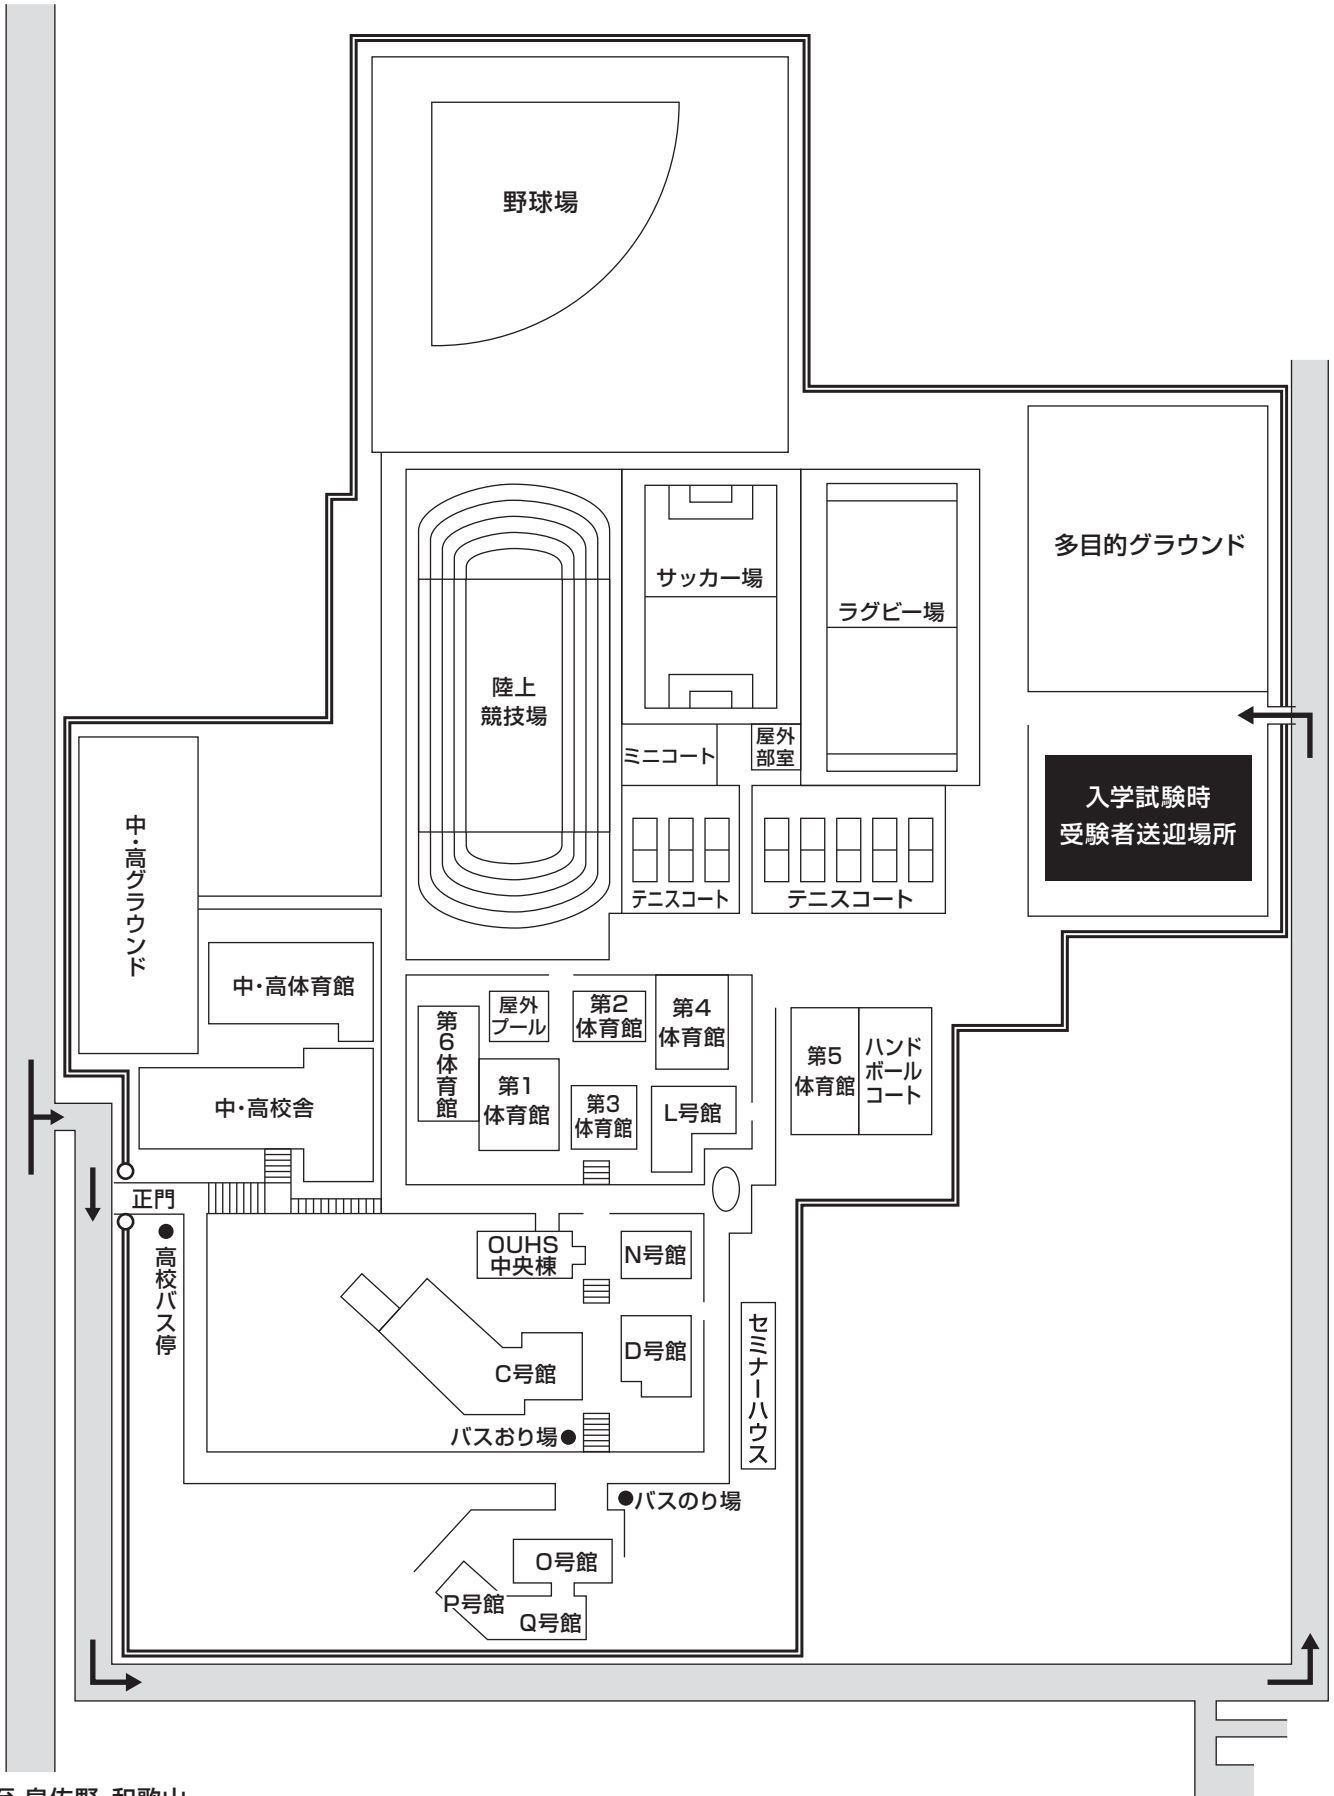 野球場
多目的グラウンド
サッカー場
ラグビー場
陸上
競技場
ミニコート
屋外
部室
入学試験時
受験者送迎場所
テニスコート
テニスコート
中・高グラウンド
中・高体育館
中・高校舎
第6体育館
屋外
プール
第2
体育館
第4
体育館
第1
体育館
第3
体育館
L号館
第5
体育館
ハンド
ボール
コート
正門
高校バス停
OUHS
中央棟
N号館
C号館
D号館
セミナーハウス
バスおり場
バスのり場
O号館
P号館
Q号館